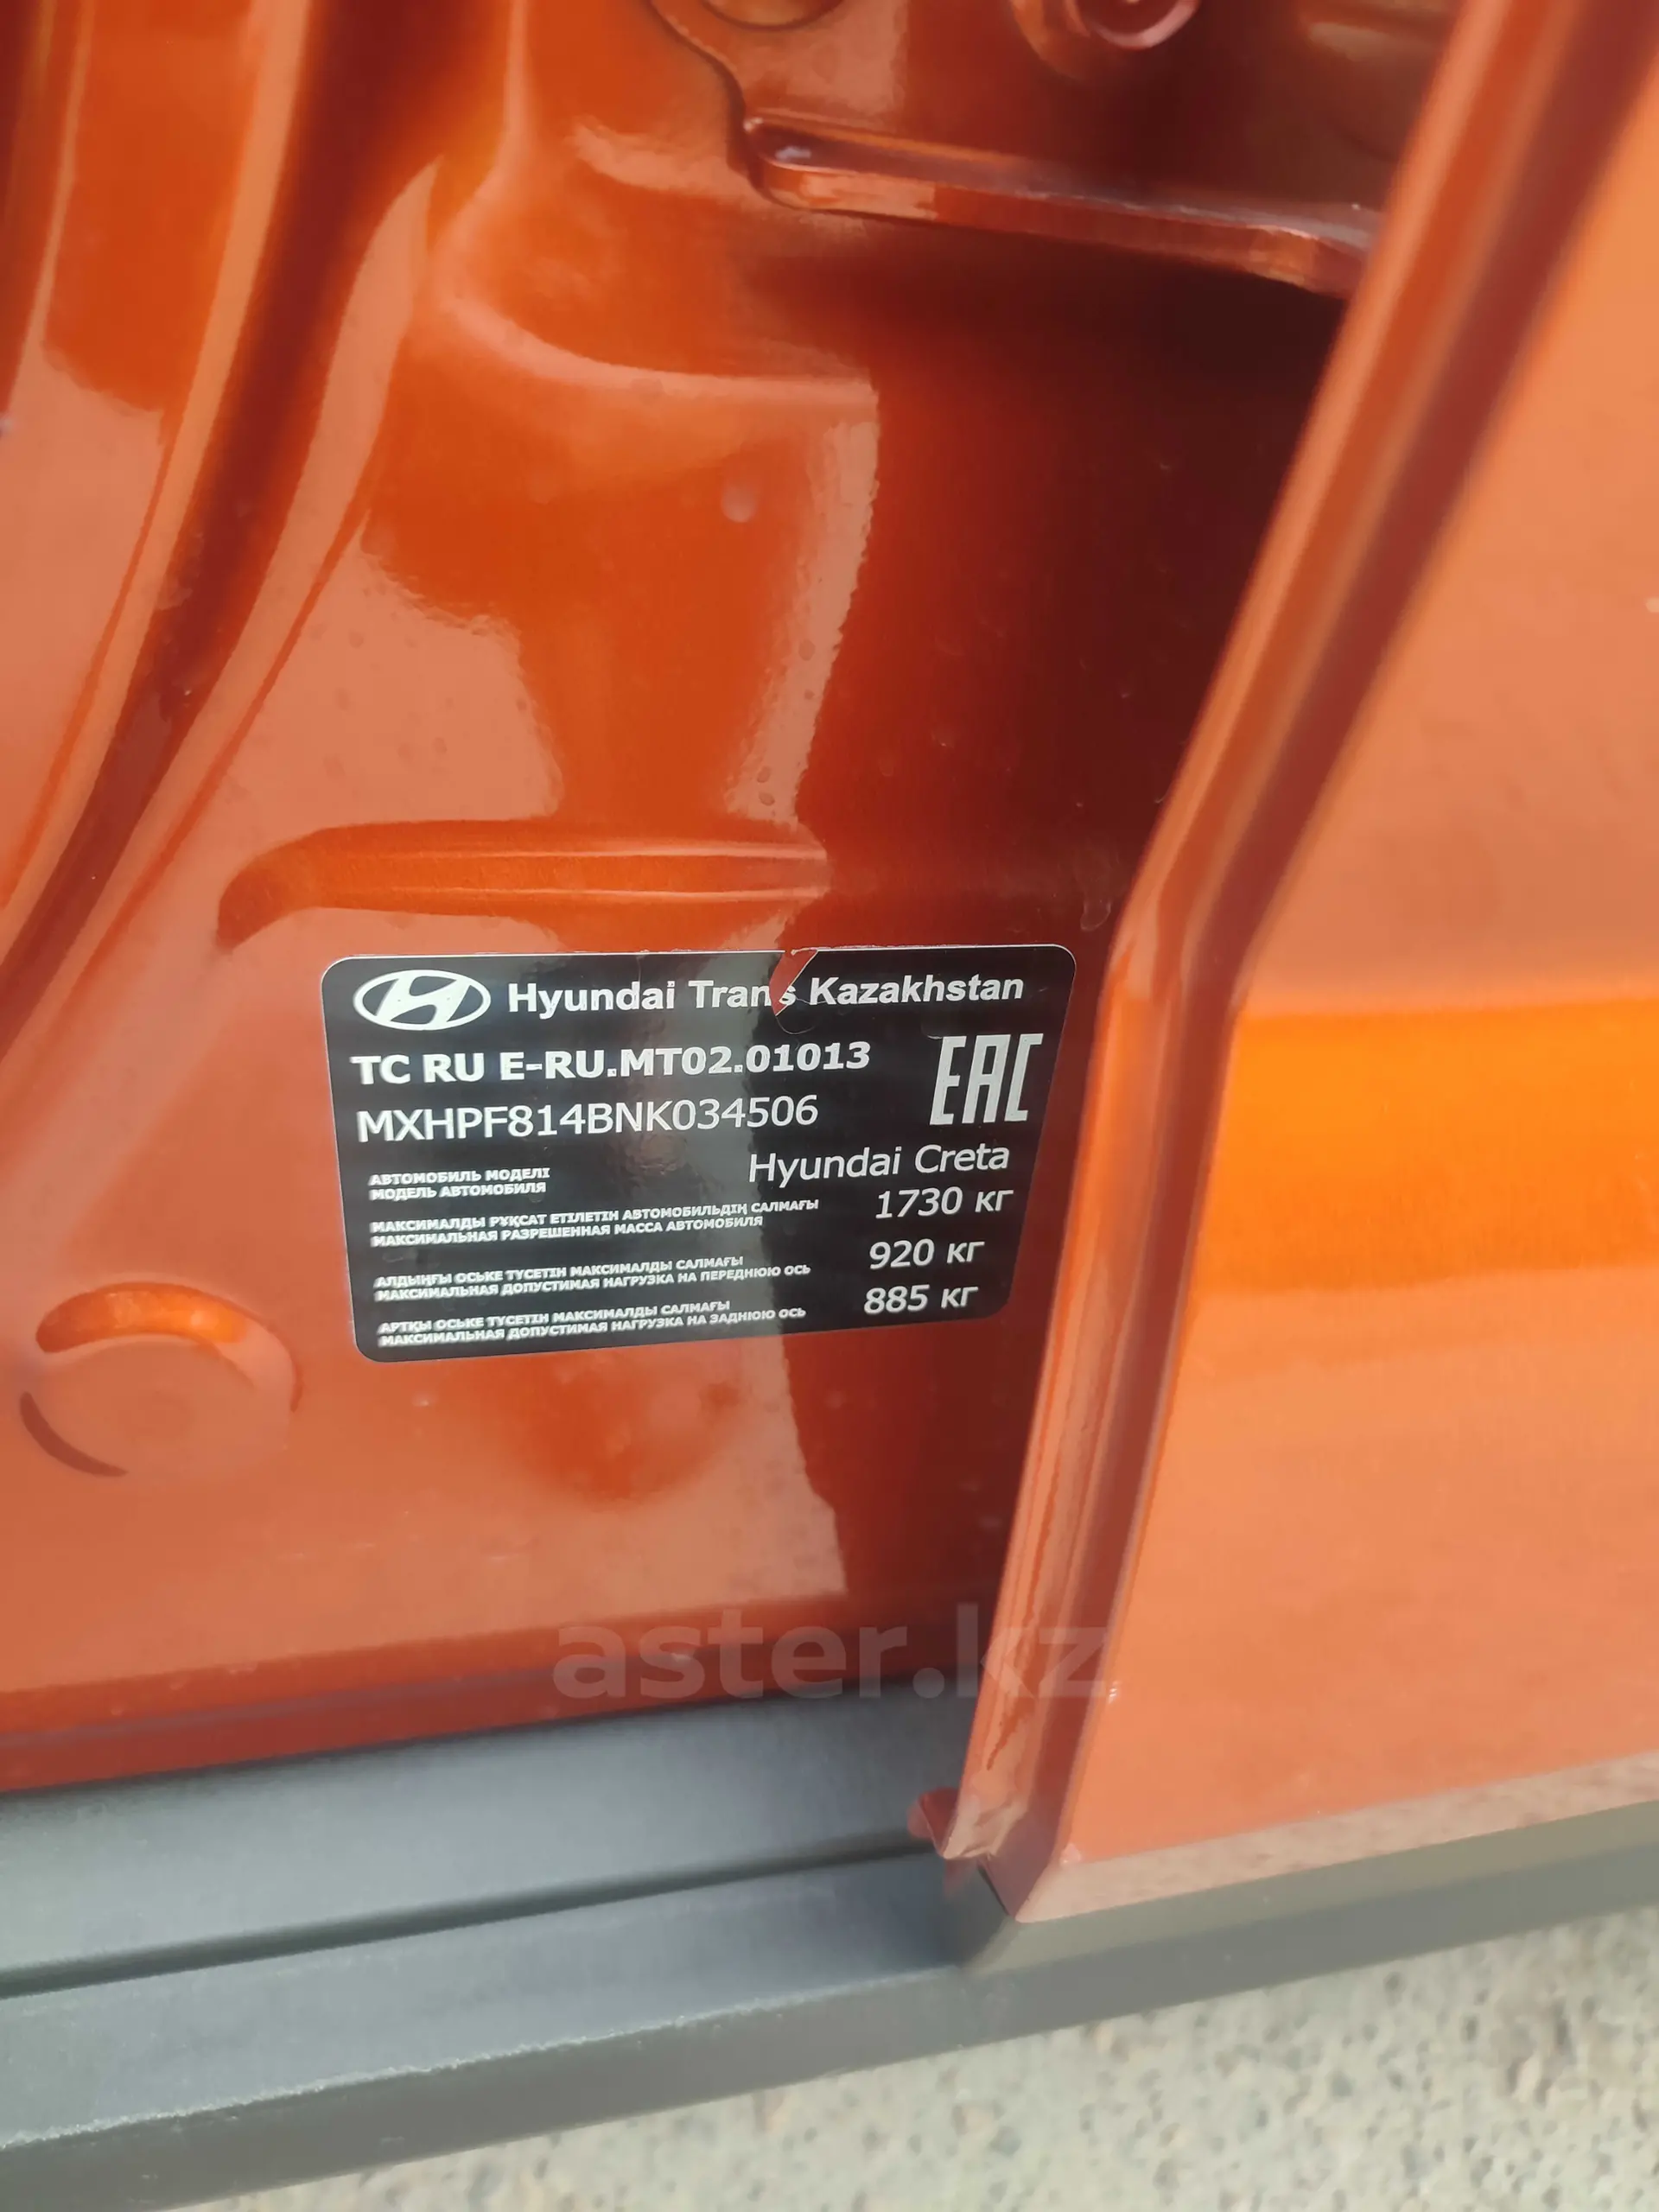 Hyundai Trans Kazakhstan
TC RU E-RU.MT02.01013
EAC
MXHPF814BNK034506
АВТОМОБИЛЬ МОДЕЛІ
МОДЕЛЬ АВТОМОБИЛЯ
Hyundai Creta
МАКСИМАЛДЫ РҰҚСАТ ЕТІЛЕТІН АВТОМОБИЛЬДІҢ САЛМАҒЫ
МАКСИМАЛЬНАЯ РАЗРЕШЕННАЯ МАССА АВТОМОБИЛЯ
1730 кг
АЛДЫҢҒЫ ОСЬКЕ ТҮСЕТІН МАКСИМАЛДЫ САЛМАҒЫ
МАКСИМАЛЬНАЯ ДОПУСТИМАЯ НАГРУЗКА НА ПЕРЕДНЮЮ ОСЬ
920 кг
АРТҚЫ ОСЬКЕ ТҮСЕТІН МАКСИМАЛДЫ САЛМАҒЫ
МАКСИМАЛЬНАЯ ДОПУСТИМАЯ НАГРУЗКА НА ЗАДНЮЮ ОСЬ
885 кг
aster.kz